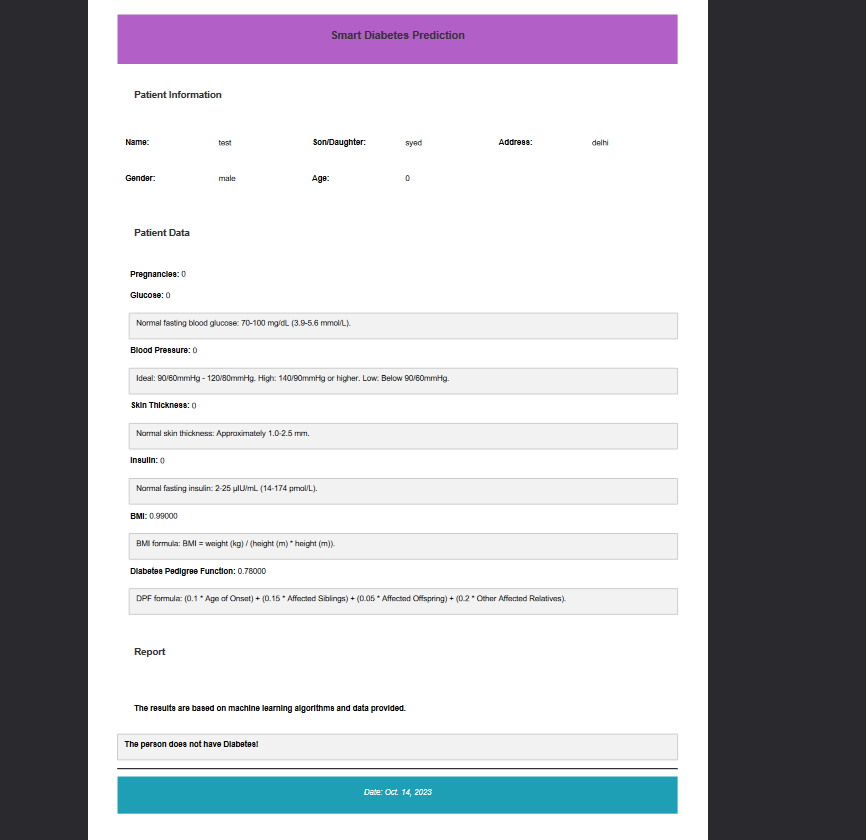 Smart Diabetes Prediction
Patient Information
Name: test Son/Daughter: syed Address: delhi
Gender: male Age: 0
Patient Data
Pregnancies: 0
Glucose: 0
Normal fasting blood glucose: 70-100 mg/dL (3.9-5.6 mmol/L).
Blood Pressure: 0
Ideal: 90/60mmHg - 120/80mmHg. High: 140/90mmHg or higher. Low: Below 90/60mmHg.
Skin Thickness: 0
Normal skin thickness: Approximately 1.0-2.5 mm.
Insulin: 0
Normal fasting insulin: 2-25 µIU/mL (14-174 pmol/L).
BMI: 0.99000
BMI formula: BMI = weight (kg) / (height (m) * height (m)).
Diabetes Pedigree Function: 0.78000
DPF formula: (0.1 * Age of Onset) + (0.15 * Affected Siblings) + (0.05 * Affected Offspring) + (0.2 * Other Affected Relatives).
Report
The results are based on machine learning algorithms and data provided.
The person does not have Diabetes!
Date: Oct. 14, 2023